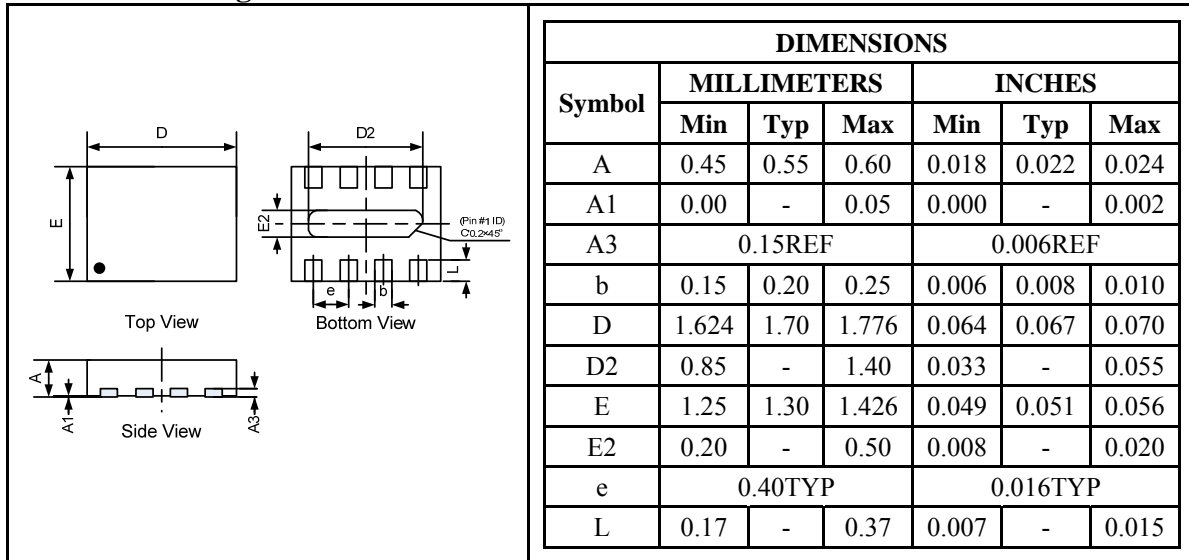 g
D
E
Top View
D2
E2
(Pin #1 ID)
C0.2×45°
L
e
b
Bottom View
A
A1
A3
Side View
DIMENSIONS
Symbol MILLIMETERS INCHES
Min Typ Max Min Typ Max
A 0.45 0.55 0.60 0.018 0.022 0.024
A1 0.00 - 0.05 0.000 - 0.002
A3 0.15REF 0.006REF
b 0.15 0.20 0.25 0.006 0.008 0.010
D 1.624 1.70 1.776 0.064 0.067 0.070
D2 0.85 - 1.40 0.033 - 0.055
E 1.25 1.30 1.426 0.049 0.051 0.056
E2 0.20 - 0.50 0.008 - 0.020
e 0.40TYP 0.016TYP
L 0.17 - 0.37 0.007 - 0.015